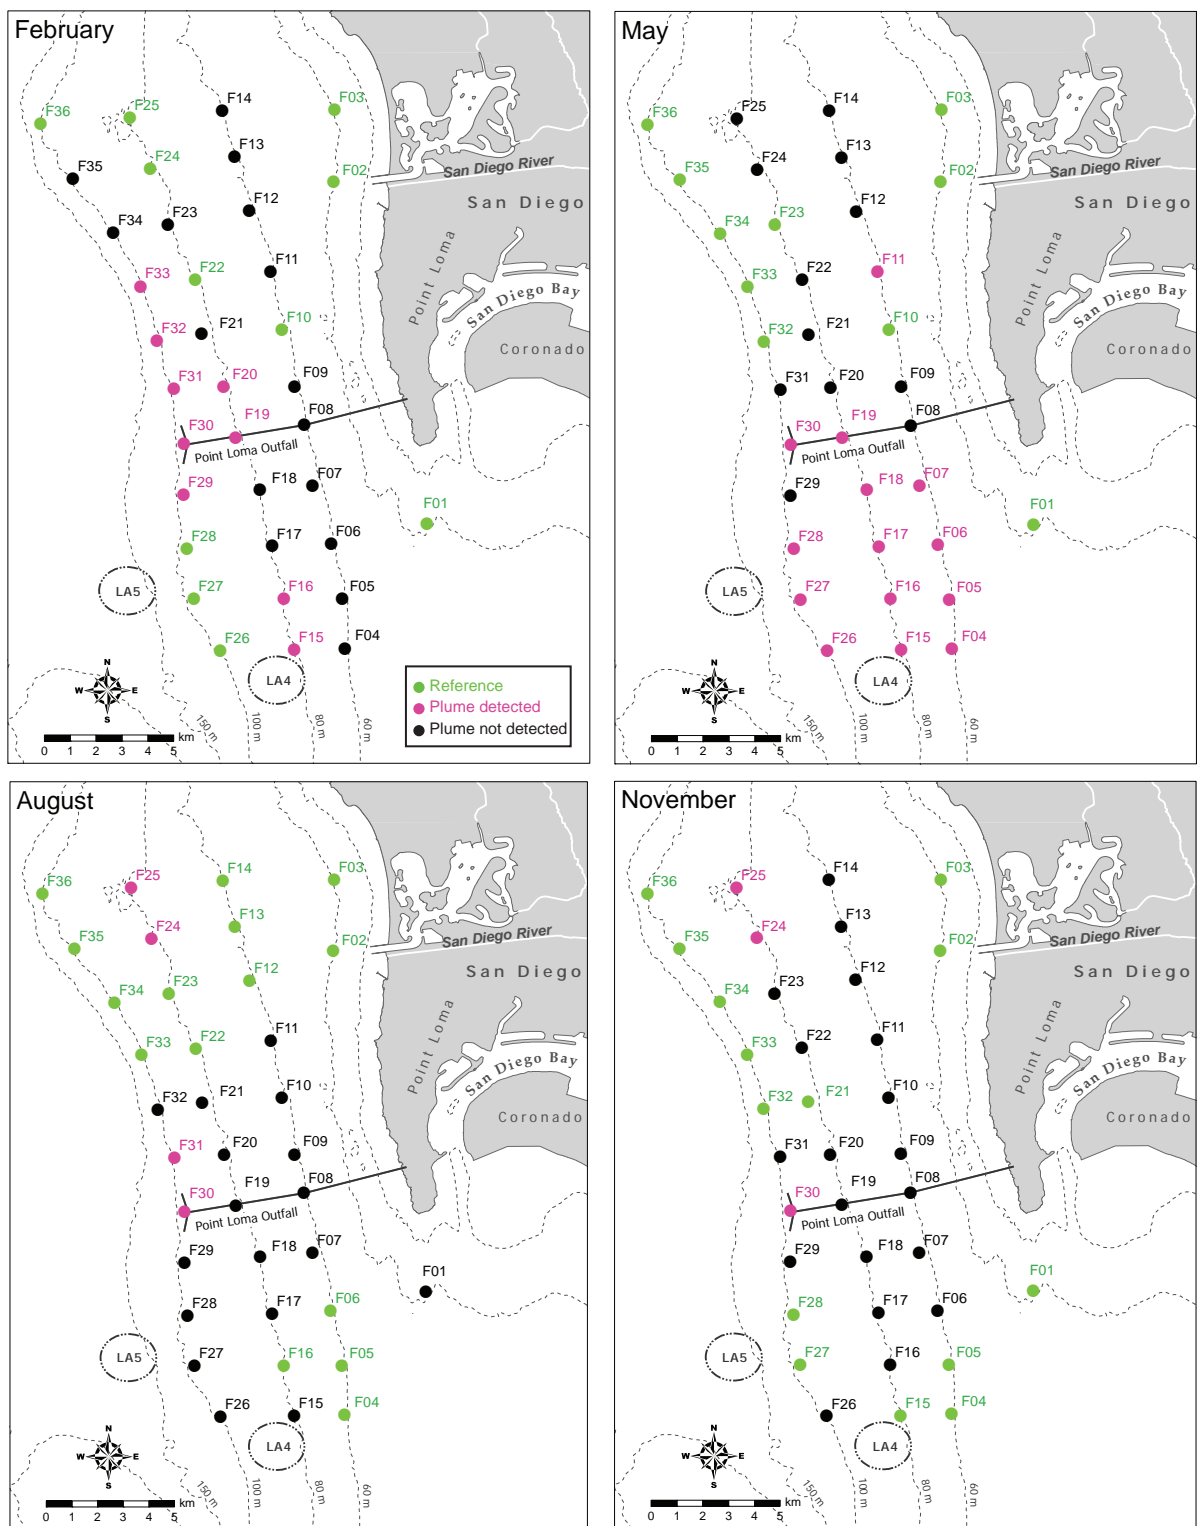 February
F14
F03
F25
F36
F13
F24
F35
F02
San Diego River
San Diego
F12
F34
F23
Point Loma
F11
F33
F22
San Diego Bay
F10
F32
F21
Coronado
F31
F20
F09
F08
F19
F30
Point Loma Outfall
F29
F18
F07
F01
F28
F17
F06
LA5
F27
F16
F05
F26
F15
F04
LA4
N
W E
S
Reference
Plume detected
Plume not detected
km
0 1 2 3 4 5
150 m
100 m
80 m
60 m
May
F14
F03
F25
F36
F13
F24
F35
F02
San Diego River
San Diego
F12
F34
F23
Point Loma
F11
F33
F22
San Diego Bay
F10
F32
F21
Coronado
F31
F20
F09
F08
F19
F30
Point Loma Outfall
F29
F18
F07
F01
F28
F17
F06
LA5
F27
F16
F05
F26
F15
F04
LA4
N
W E
S
km
0 1 2 3 4 5
150 m
100 m
80 m
60 m
August
F14
F03
F25
F36
F13
F24
F35
F02
San Diego River
San Diego
F12
F34
F23
Point Loma
F11
F33
F22
San Diego Bay
F10
F32
F21
Coronado
F31
F20
F09
F08
F19
F30
Point Loma Outfall
F29
F18
F07
F01
F28
F17
F06
LA5
F27
F16
F05
F26
F15
F04
LA4
N
W E
S
km
0 1 2 3 4 5
150 m
100 m
80 m
60 m
November
F14
F03
F25
F36
F13
F24
F35
F02
San Diego River
San Diego
F12
F34
F23
Point Loma
F11
F33
F22
San Diego Bay
F10
F32
F21
Coronado
F31
F20
F09
F08
F19
F30
Point Loma Outfall
F29
F18
F07
F01
F28
F17
F06
LA5
F27
F16
F05
F26
F15
F04
LA4
N
W E
S
km
0 1 2 3 4 5
150 m
100 m
80 m
60 m